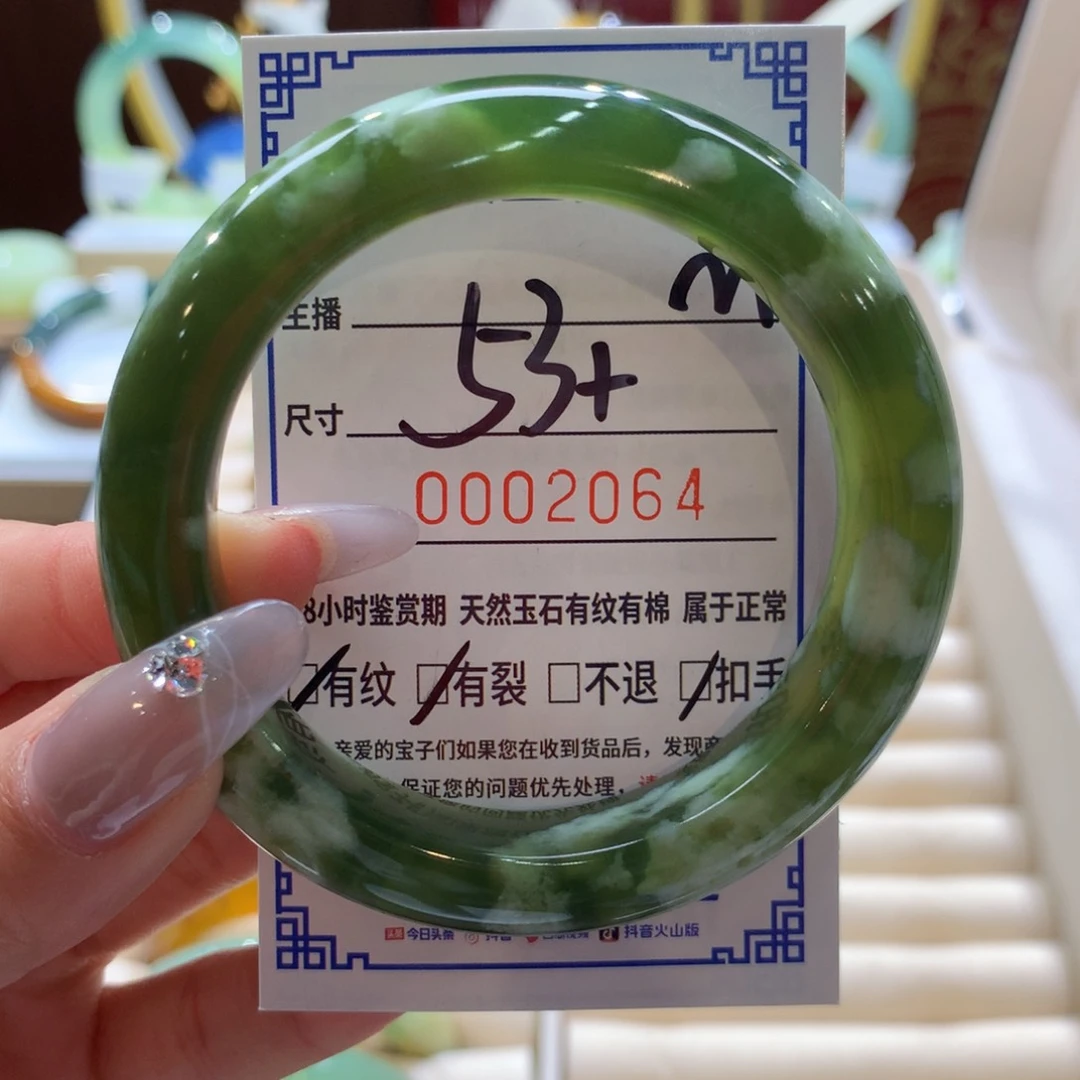 主播
尺寸 53+
0002064
8小时鉴赏期 天然玉石有纹有棉 属于正常
□有纹 □有裂 □不退 □扣手
亲爱的宝子们如果您在收到货品后，发现
保证您的问题优先处理，
今日头条 抖音 抖音火山版